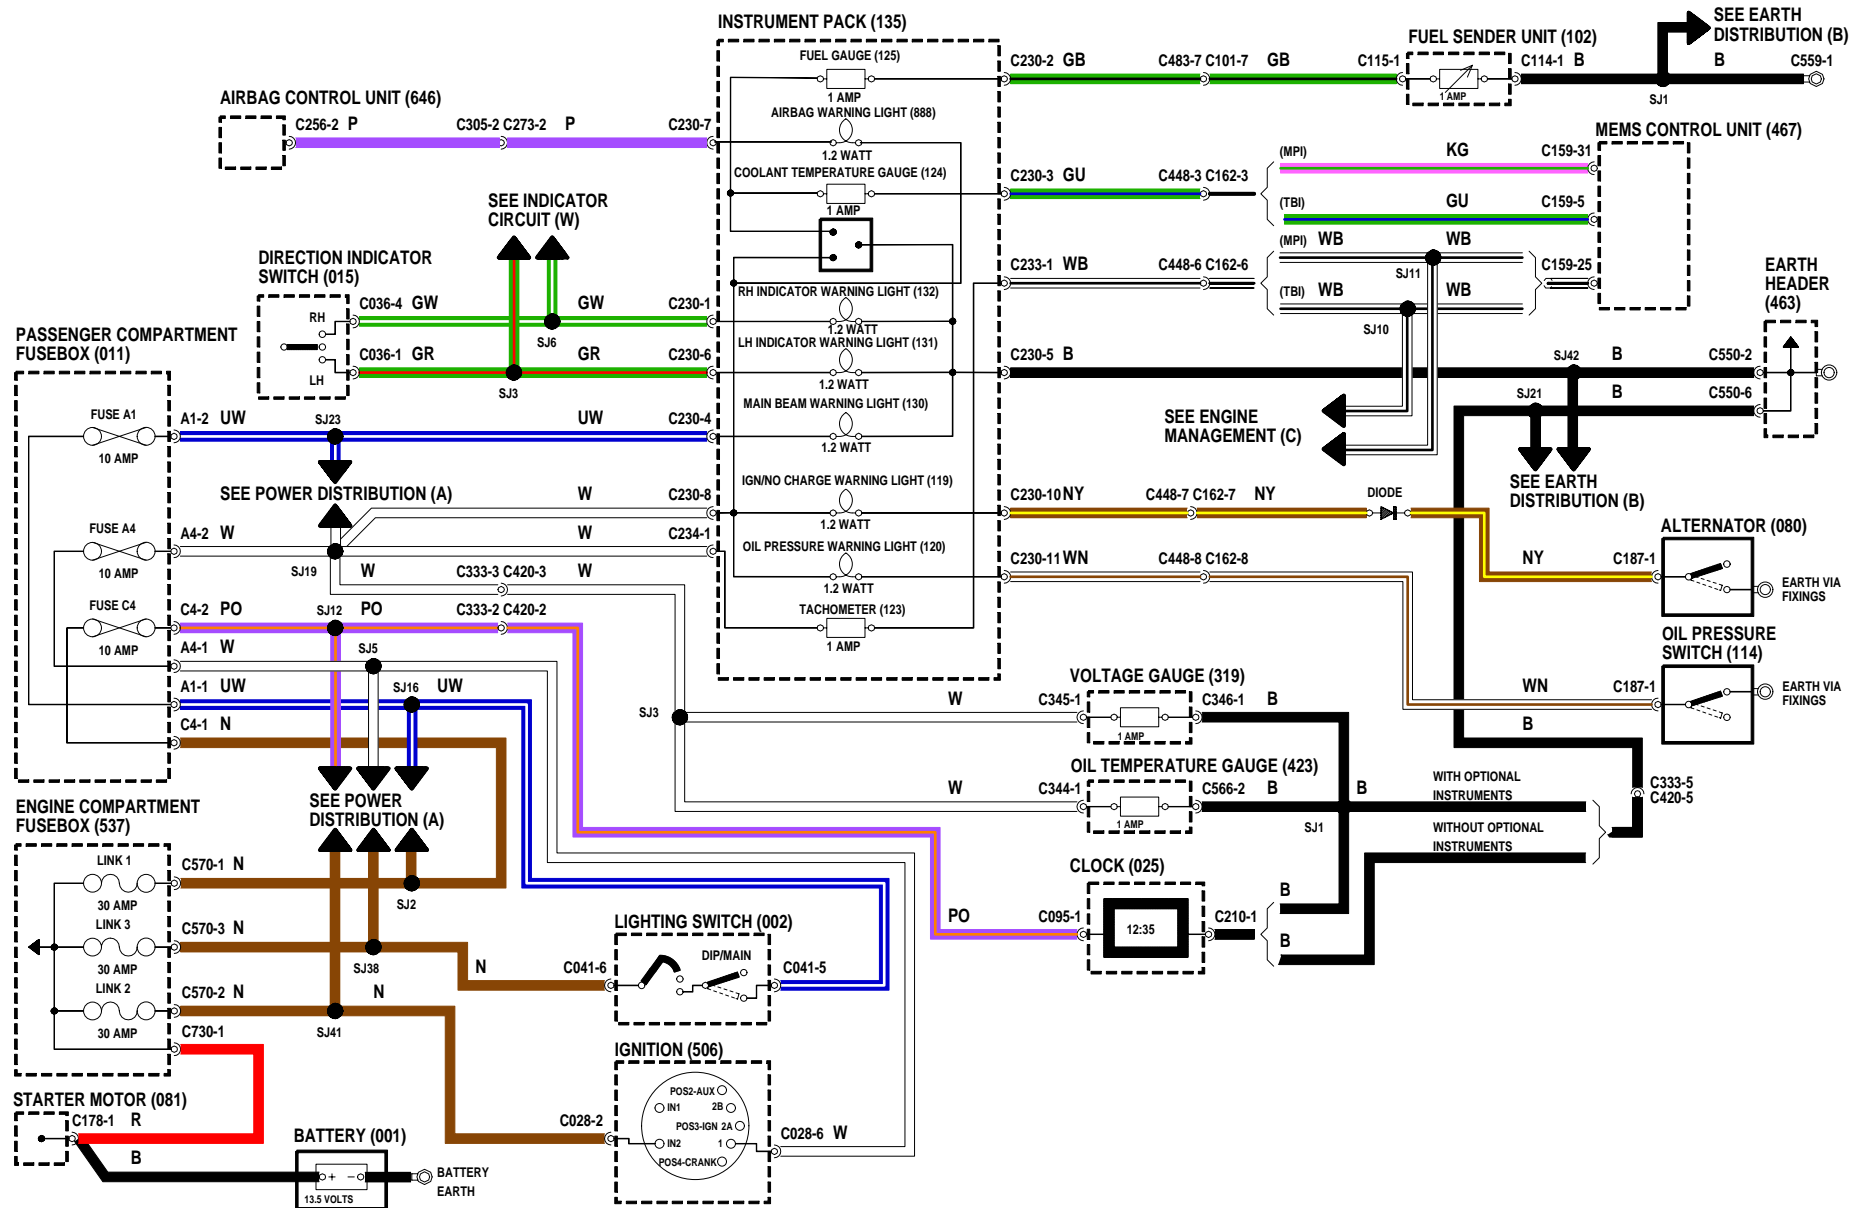 INSTRUMENT PACK (135)
FUEL GAUGE (125)
1 AMP
AIRBAG WARNING LIGHT (888)
1.2 WATT
COOLANT TEMPERATURE GAUGE (124)
1 AMP
RH INDICATOR WARNING LIGHT (132)
1.2 WATT
LH INDICATOR WARNING LIGHT (131)
1.2 WATT
MAIN BEAM WARNING LIGHT (130)
1.2 WATT
IGN/NO CHARGE WARNING LIGHT (119)
1.2 WATT
OIL PRESSURE WARNING LIGHT (120)
1.2 WATT
TACHOMETER (123)
1 AMP
AIRBAG CONTROL UNIT (646)
C256-2 P
C305-2 C273-2 P
C230-7
SEE INDICATOR
CIRCUIT (W)
DIRECTION INDICATOR
SWITCH (015)
RH
LH
C036-4 GW
GW
C230-1
SJ6
C036-1 GR
GR
C230-6
SJ3
PASSENGER COMPARTMENT
FUSEBOX (011)
FUSE A1
10 AMP
FUSE A4
10 AMP
FUSE C4
10 AMP
A1-2 UW
SJ23
UW
C230-4
SEE POWER DISTRIBUTION (A)
W
C230-8
A4-2 W
W
C234-1
SJ19
W
C333-3 C420-3
W
C4-2 PO
SJ12
PO
C333-2 C420-2
A4-1 W
SJ5
A1-1 UW
SJ16
UW
C4-1 N
SEE POWER
DISTRIBUTION (A)
ENGINE COMPARTMENT
FUSEBOX (537)
LINK 1
30 AMP
LINK 3
30 AMP
LINK 2
30 AMP
C570-1 N
SJ2
C570-3 N
SJ38
N
C041-6
C570-2 N
N
SJ41
C730-1
STARTER MOTOR (081)
C178-1 R
B
BATTERY (001)
13.5 VOLTS
+ −
BATTERY
EARTH
LIGHTING SWITCH (002)
DIP/MAIN
C041-5
IGNITION (506)
POS2-AUX
IN1
2B
POS3-IGN 2A
IN2
1
POS4-CRANK
C028-2
C028-6 W
C230-2 GB
C483-7 C101-7 GB
C115-1
FUEL SENDER UNIT (102)
1 AMP
C114-1 B
B
C559-1
SJ1
SEE EARTH
DISTRIBUTION (B)
MEMS CONTROL UNIT (467)
C230-3 GU
C448-3 C162-3
(MPI)
KG
C159-31
(TBI)
GU
C159-5
C233-1 WB
C448-6 C162-6
(MPI) WB
WB
SJ11
(TBI) WB
WB
SJ10
C159-25
EARTH
HEADER
(463)
C230-5 B
SJ42
B
C550-2
SJ21
B
C550-6
SEE ENGINE
MANAGEMENT (C)
SEE EARTH
DISTRIBUTION (B)
C230-10 NY
C448-7 C162-7 NY
DIODE
ALTERNATOR (080)
NY
C187-1
EARTH VIA
FIXINGS
C230-11 WN
C448-8 C162-8
OIL PRESSURE
SWITCH (114)
WN
C187-1
EARTH VIA
FIXINGS
B
C333-5
C420-5
SJ3
W
C345-1
VOLTAGE GAUGE (319)
1 AMP
C346-1 B
W
C344-1
OIL TEMPERATURE GAUGE (423)
1 AMP
C566-2 B
B
SJ1
WITH OPTIONAL
INSTRUMENTS
WITHOUT OPTIONAL
INSTRUMENTS
CLOCK (025)
12:35
PO
C095-1
C210-1
B
B